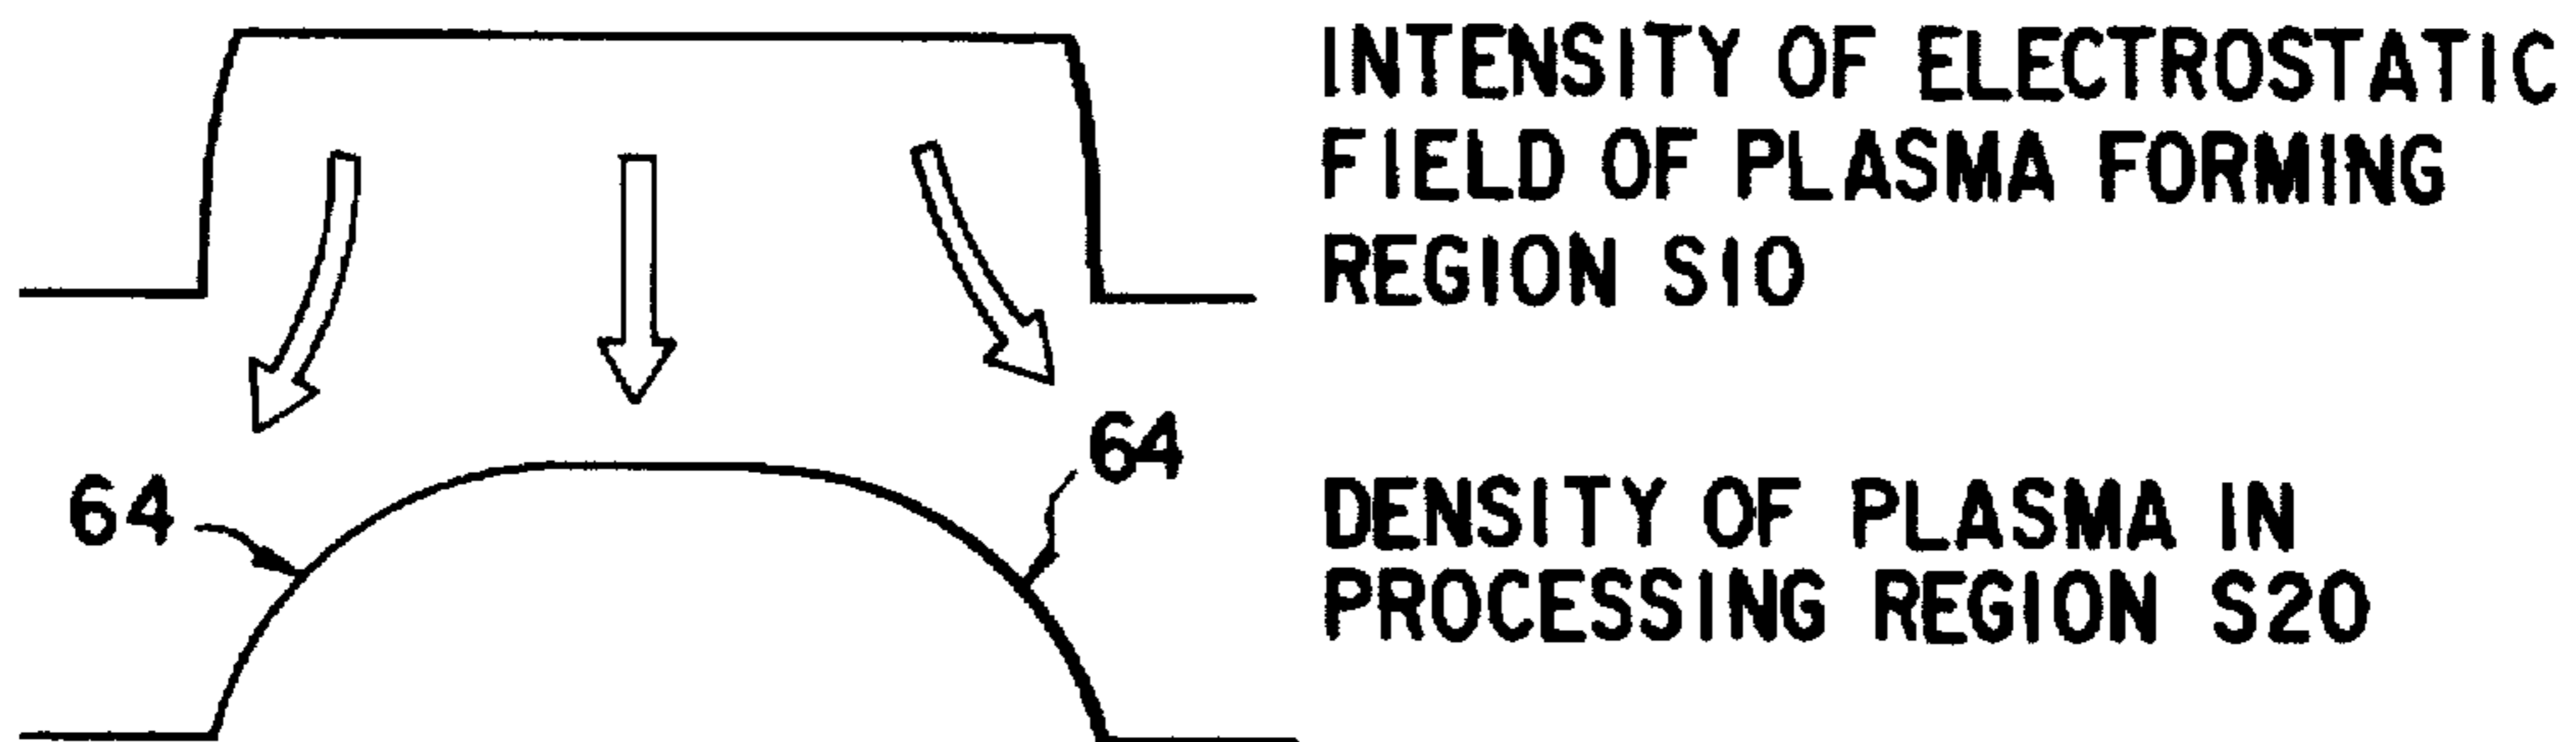 INTENSITY OF ELECTROSTATIC
FIELD OF PLASMA FORMING
REGION S10
64
64
DENSITY OF PLASMA IN
PROCESSING REGION S20